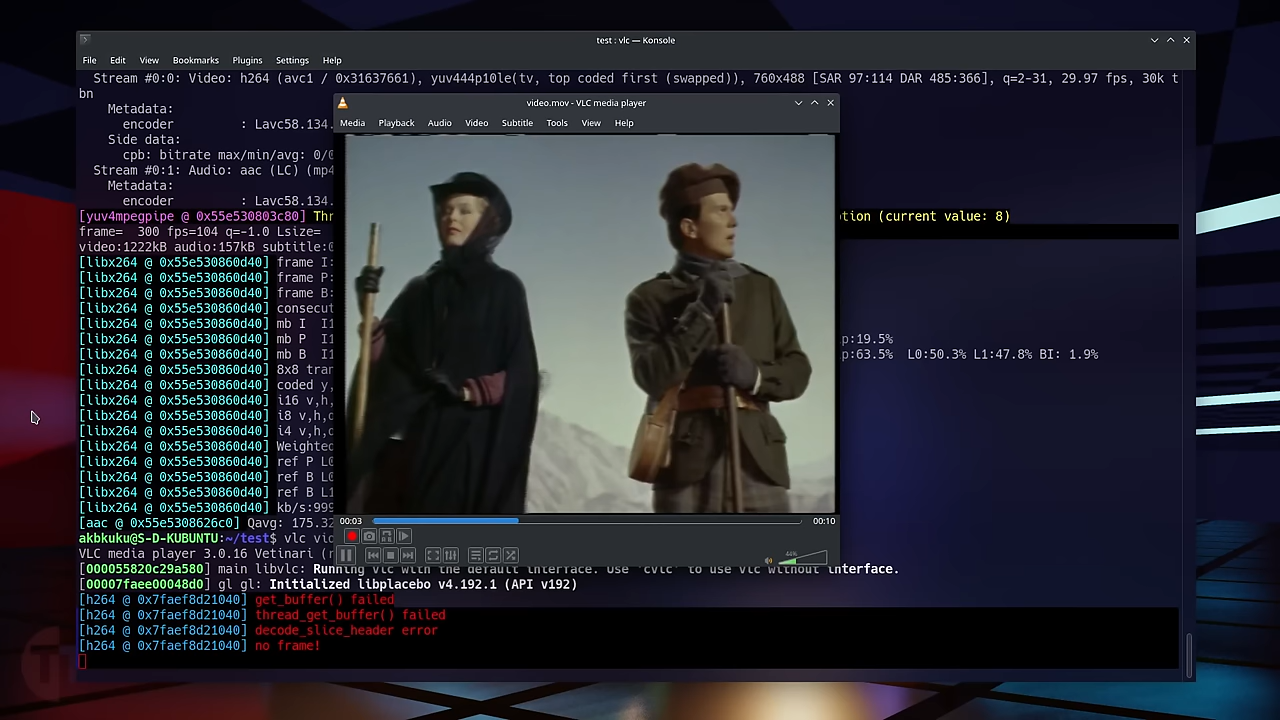 test : vlc — Konsole
File Edit View Bookmarks Plugins Settings Help
Stream #0:0: Video: h264 (avc1 / 0x31637661), yuv444p10le(tv, top coded first (swapped)), 760x488 [SAR 97:114 DAR 485:366], q=2-31, 29.97 fps, 30k t
bn
Metadata:
encoder : Lavc58.134.
Side data:
cpb: bitrate max/min/avg: 0/0
Stream #0:1: Audio: aac (LC) (mp4
Metadata:
encoder : Lavc58.134.
[yuv4mpegpipe @ 0x55e530803c80] Thr
tion (current value: 8)
frame= 300 fps=104 q=-1.0 Lsize=
video:1222kB audio:157kB subtitle:0
[libx264 @ 0x55e530860d40] frame I:
[libx264 @ 0x55e530860d40] frame P:
[libx264 @ 0x55e530860d40] frame B:
[libx264 @ 0x55e530860d40] consecut
[libx264 @ 0x55e530860d40] mb I I1
[libx264 @ 0x55e530860d40] mb P I1
p:19.5%
[libx264 @ 0x55e530860d40] mb B I1
p:63.5% L0:50.3% L1:47.8% BI: 1.9%
[libx264 @ 0x55e530860d40] 8x8 tran
[libx264 @ 0x55e530860d40] coded y,
[libx264 @ 0x55e530860d40] i16 v,h,
[libx264 @ 0x55e530860d40] i8 v,h,d
[libx264 @ 0x55e530860d40] i4 v,h,d
[libx264 @ 0x55e530860d40] Weighted
[libx264 @ 0x55e530860d40] ref P L0
[libx264 @ 0x55e530860d40] ref B L0
[libx264 @ 0x55e530860d40] ref B L1
[libx264 @ 0x55e530860d40] kb/s:999
[aac @ 0x55e5308626c0] Qavg: 175.32
akbkuku@S-D-KUBUNTU:~/test$ vlc vid
VLC media player 3.0.16 Vetinari (r
[000055820c29a580] main libvlc: Running vlc with the default interface. Use 'cvlc' to use vlc without interface.
[00007faee00048d0] gl gl: Initialized libplacebo v4.192.1 (API v192)
[h264 @ 0x7faef8d21040] get_buffer() failed
[h264 @ 0x7faef8d21040] thread_get_buffer() failed
[h264 @ 0x7faef8d21040] decode_slice_header error
[h264 @ 0x7faef8d21040] no frame!
video.mov - VLC media player
Media Playback Audio Video Subtitle Tools View Help
00:03 00:10
44%